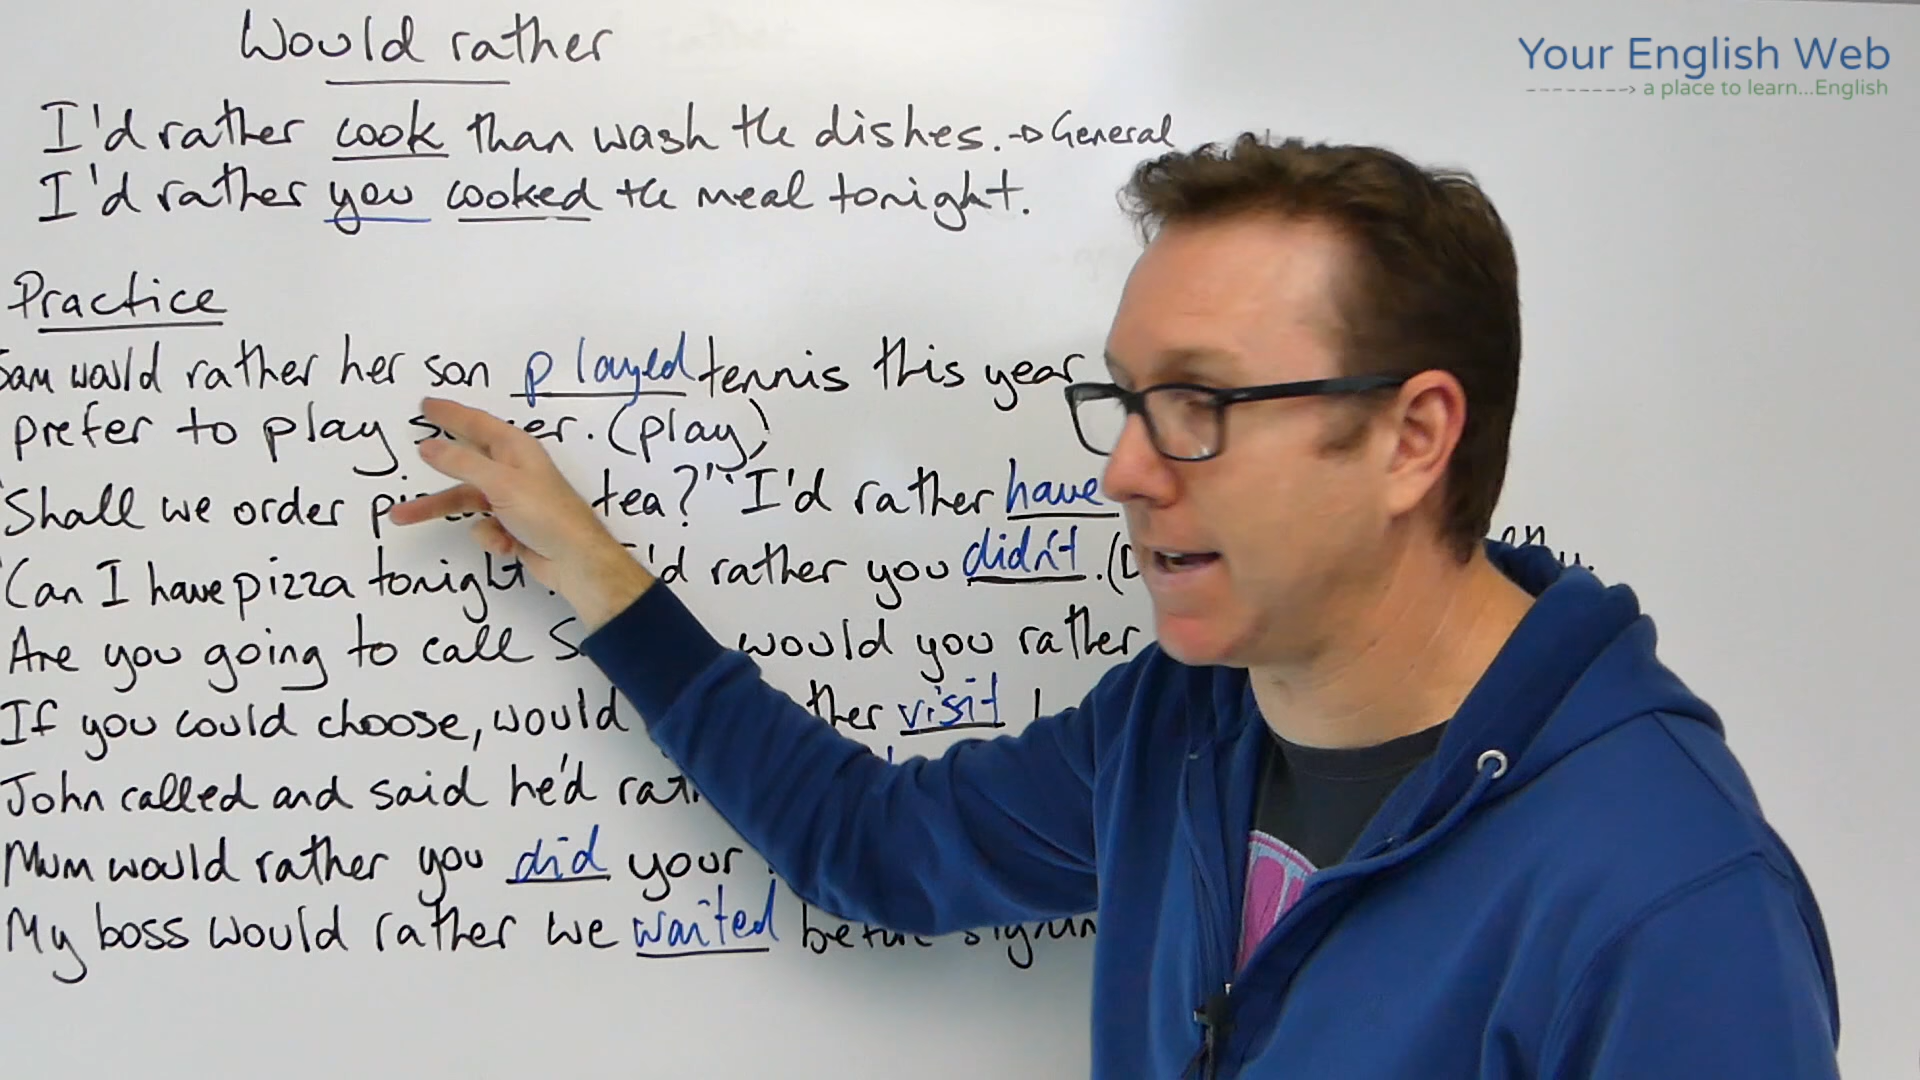 Would rather
Your English Web
a place to learn...English
I'd rather cook than wash the dishes. → General
I'd rather you cooked the meal tonight.
Practice
Sam would rather her son played tennis this year
prefer to play (play)
"Shall we order tea?" "I'd rather have
"Can I have pizza tonight rather you didn't.
Are you going to call would you rather
If you could choose, would visit
John called and said he'd
Mum would rather you did your
My boss would rather we waited before